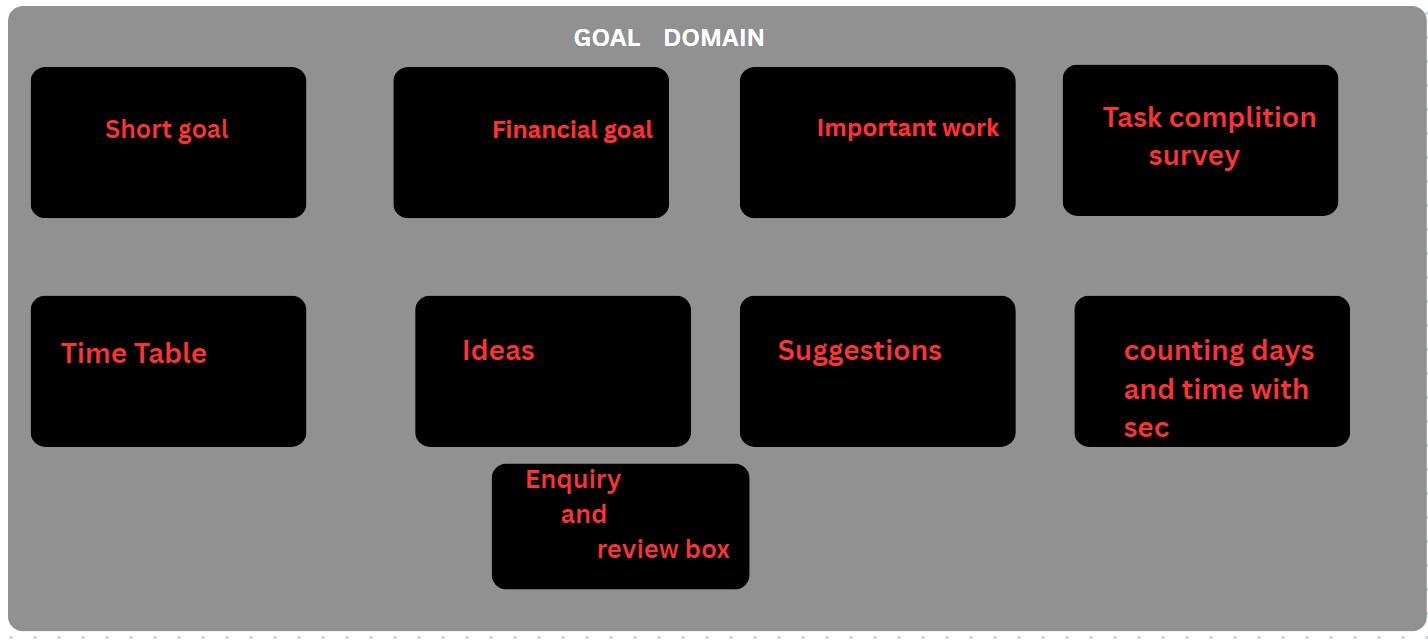 GOAL DOMAIN
Short goal
Financial goal
Important work
Task complition
survey
Time Table
Ideas
Suggestions
counting days
and time with
sec
Enquiry
and
review box